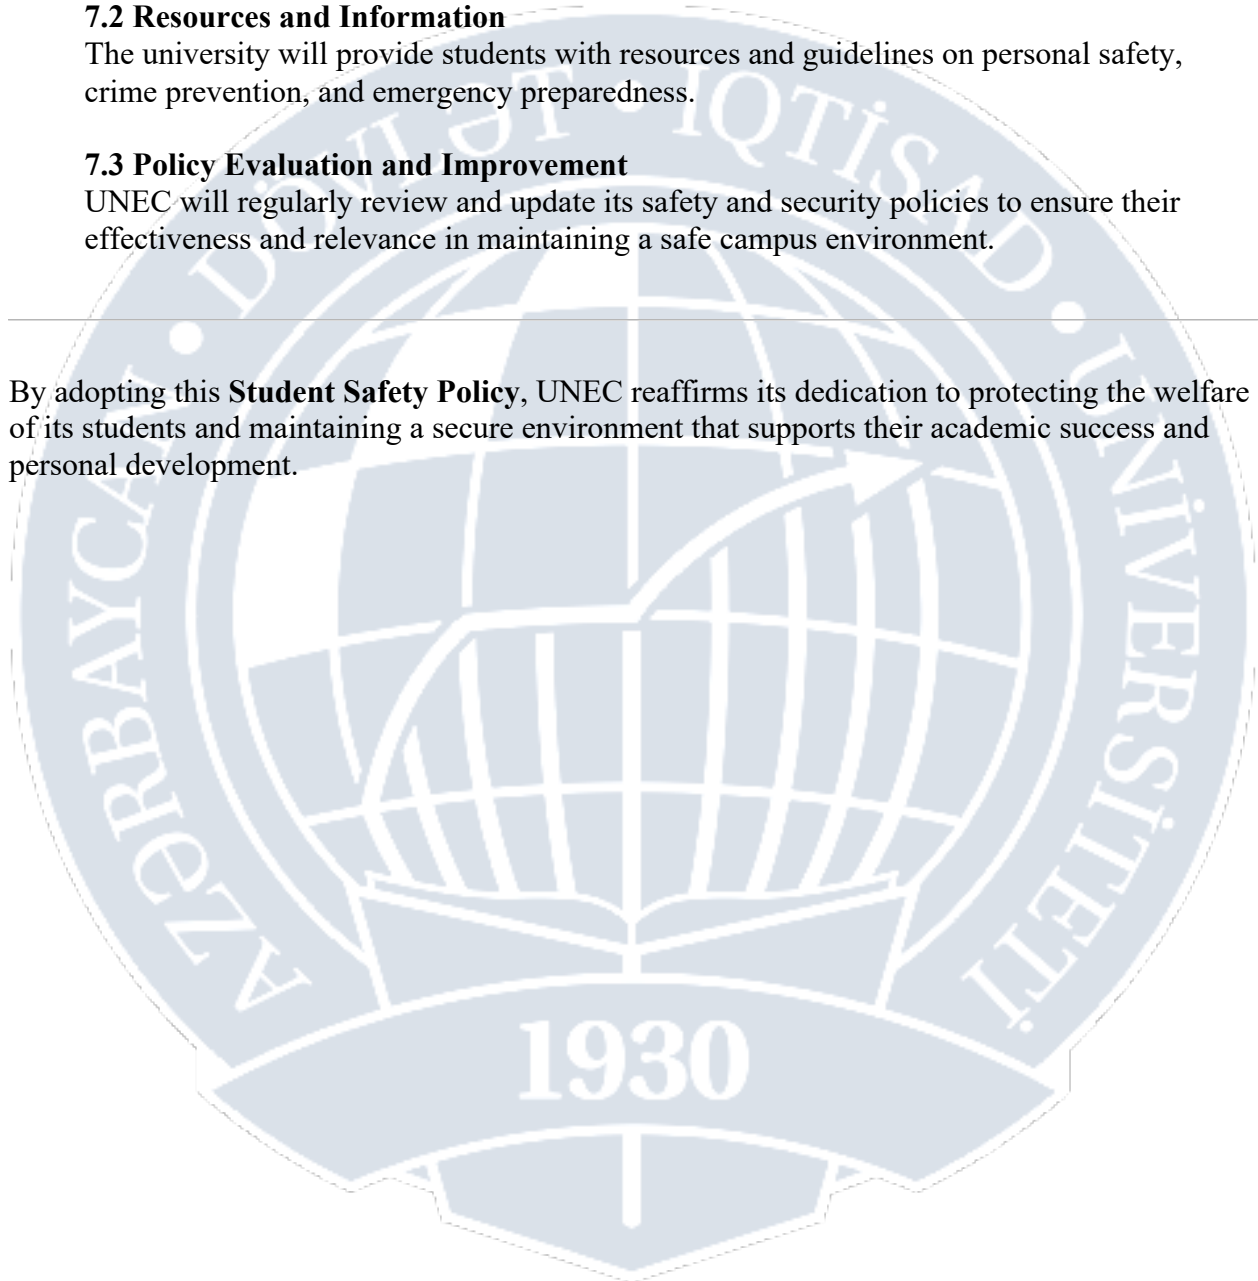 7.2 Resources and Information
The university will provide students with resources and guidelines on personal safety,
crime prevention, and emergency preparedness.
7.3 Policy Evaluation and Improvement
UNEC will regularly review and update its safety and security policies to ensure their
effectiveness and relevance in maintaining a safe campus environment.
By adopting this Student Safety Policy, UNEC reaffirms its dedication to protecting the welfare
of its students and maintaining a secure environment that supports their academic success and
personal development.
AZƏRBAYCAN • DÖVLƏT • İQTİSAD • UNİVERSİTETİ
1930